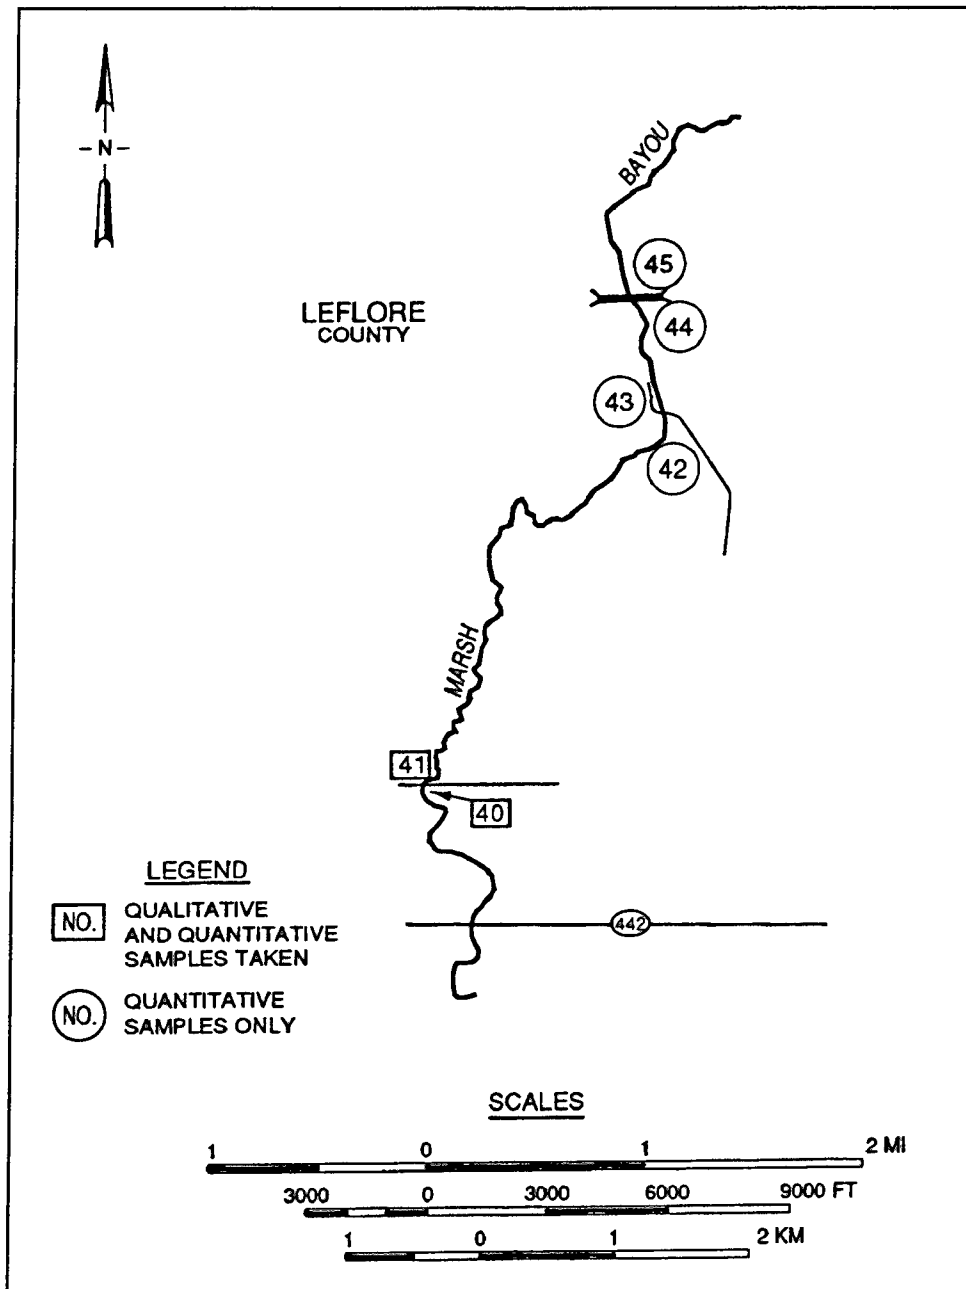 - N -
BAYOU
45
LEFLORE
COUNTY
44
43
42
MARSH
41
40
LEGEND
NO. QUALITATIVE
AND QUANTITATIVE
SAMPLES TAKEN
442
NO. QUANTITATIVE
SAMPLES ONLY
SCALES
1 0 1 2 MI
3000 0 3000 6000 9000 FT
1 0 1 2 KM